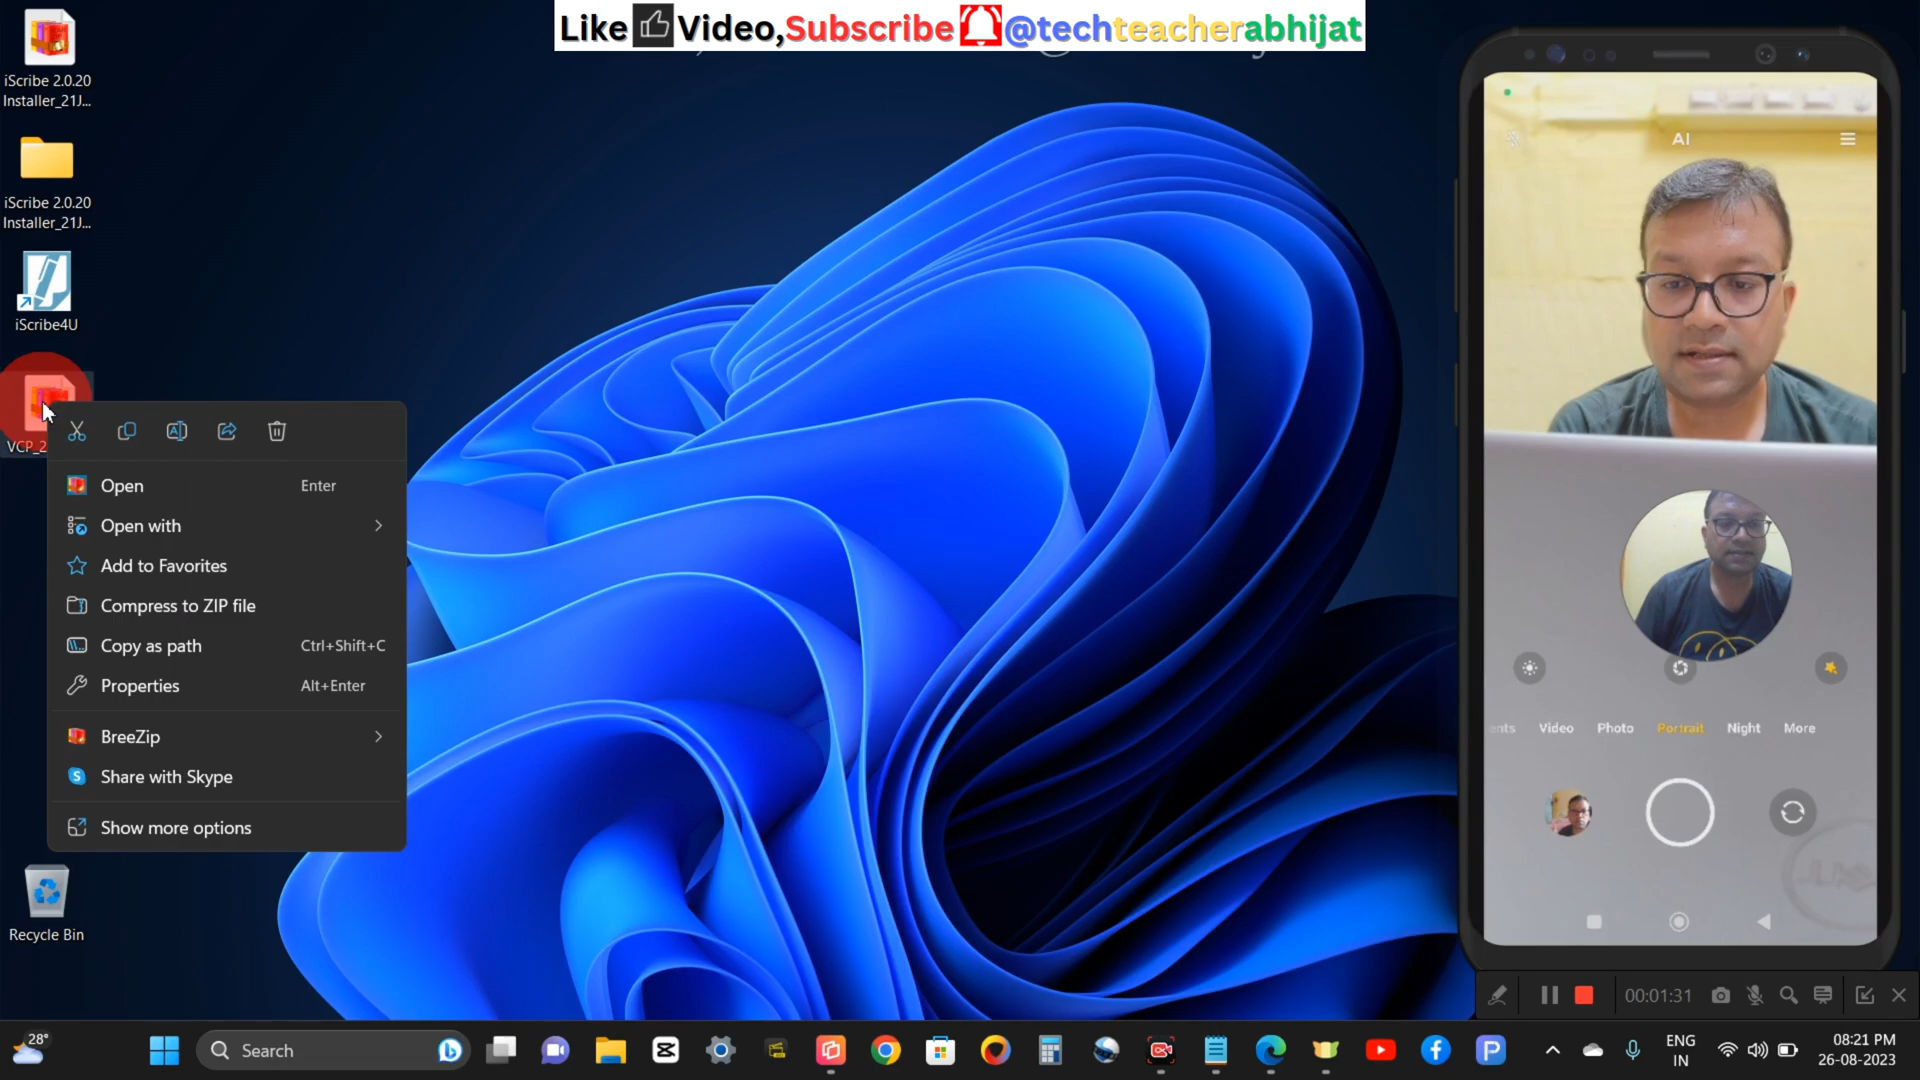 Like Video,Subscribe @techteacherabhijat
iScribe 2.0.20
Installer_21J...
iScribe 2.0.20
Installer_21J...
iScribe4U
VCP_2
Open Enter
Open with
Add to Favorites
Compress to ZIP file
Copy as path Ctrl+Shift+C
Properties Alt+Enter
BreeZip
Share with Skype
Show more options
Recycle Bin
AI
ents Video Photo Portrait Night More
00:01:31
28°
Search
ENG
IN
08:21 PM
26-08-2023